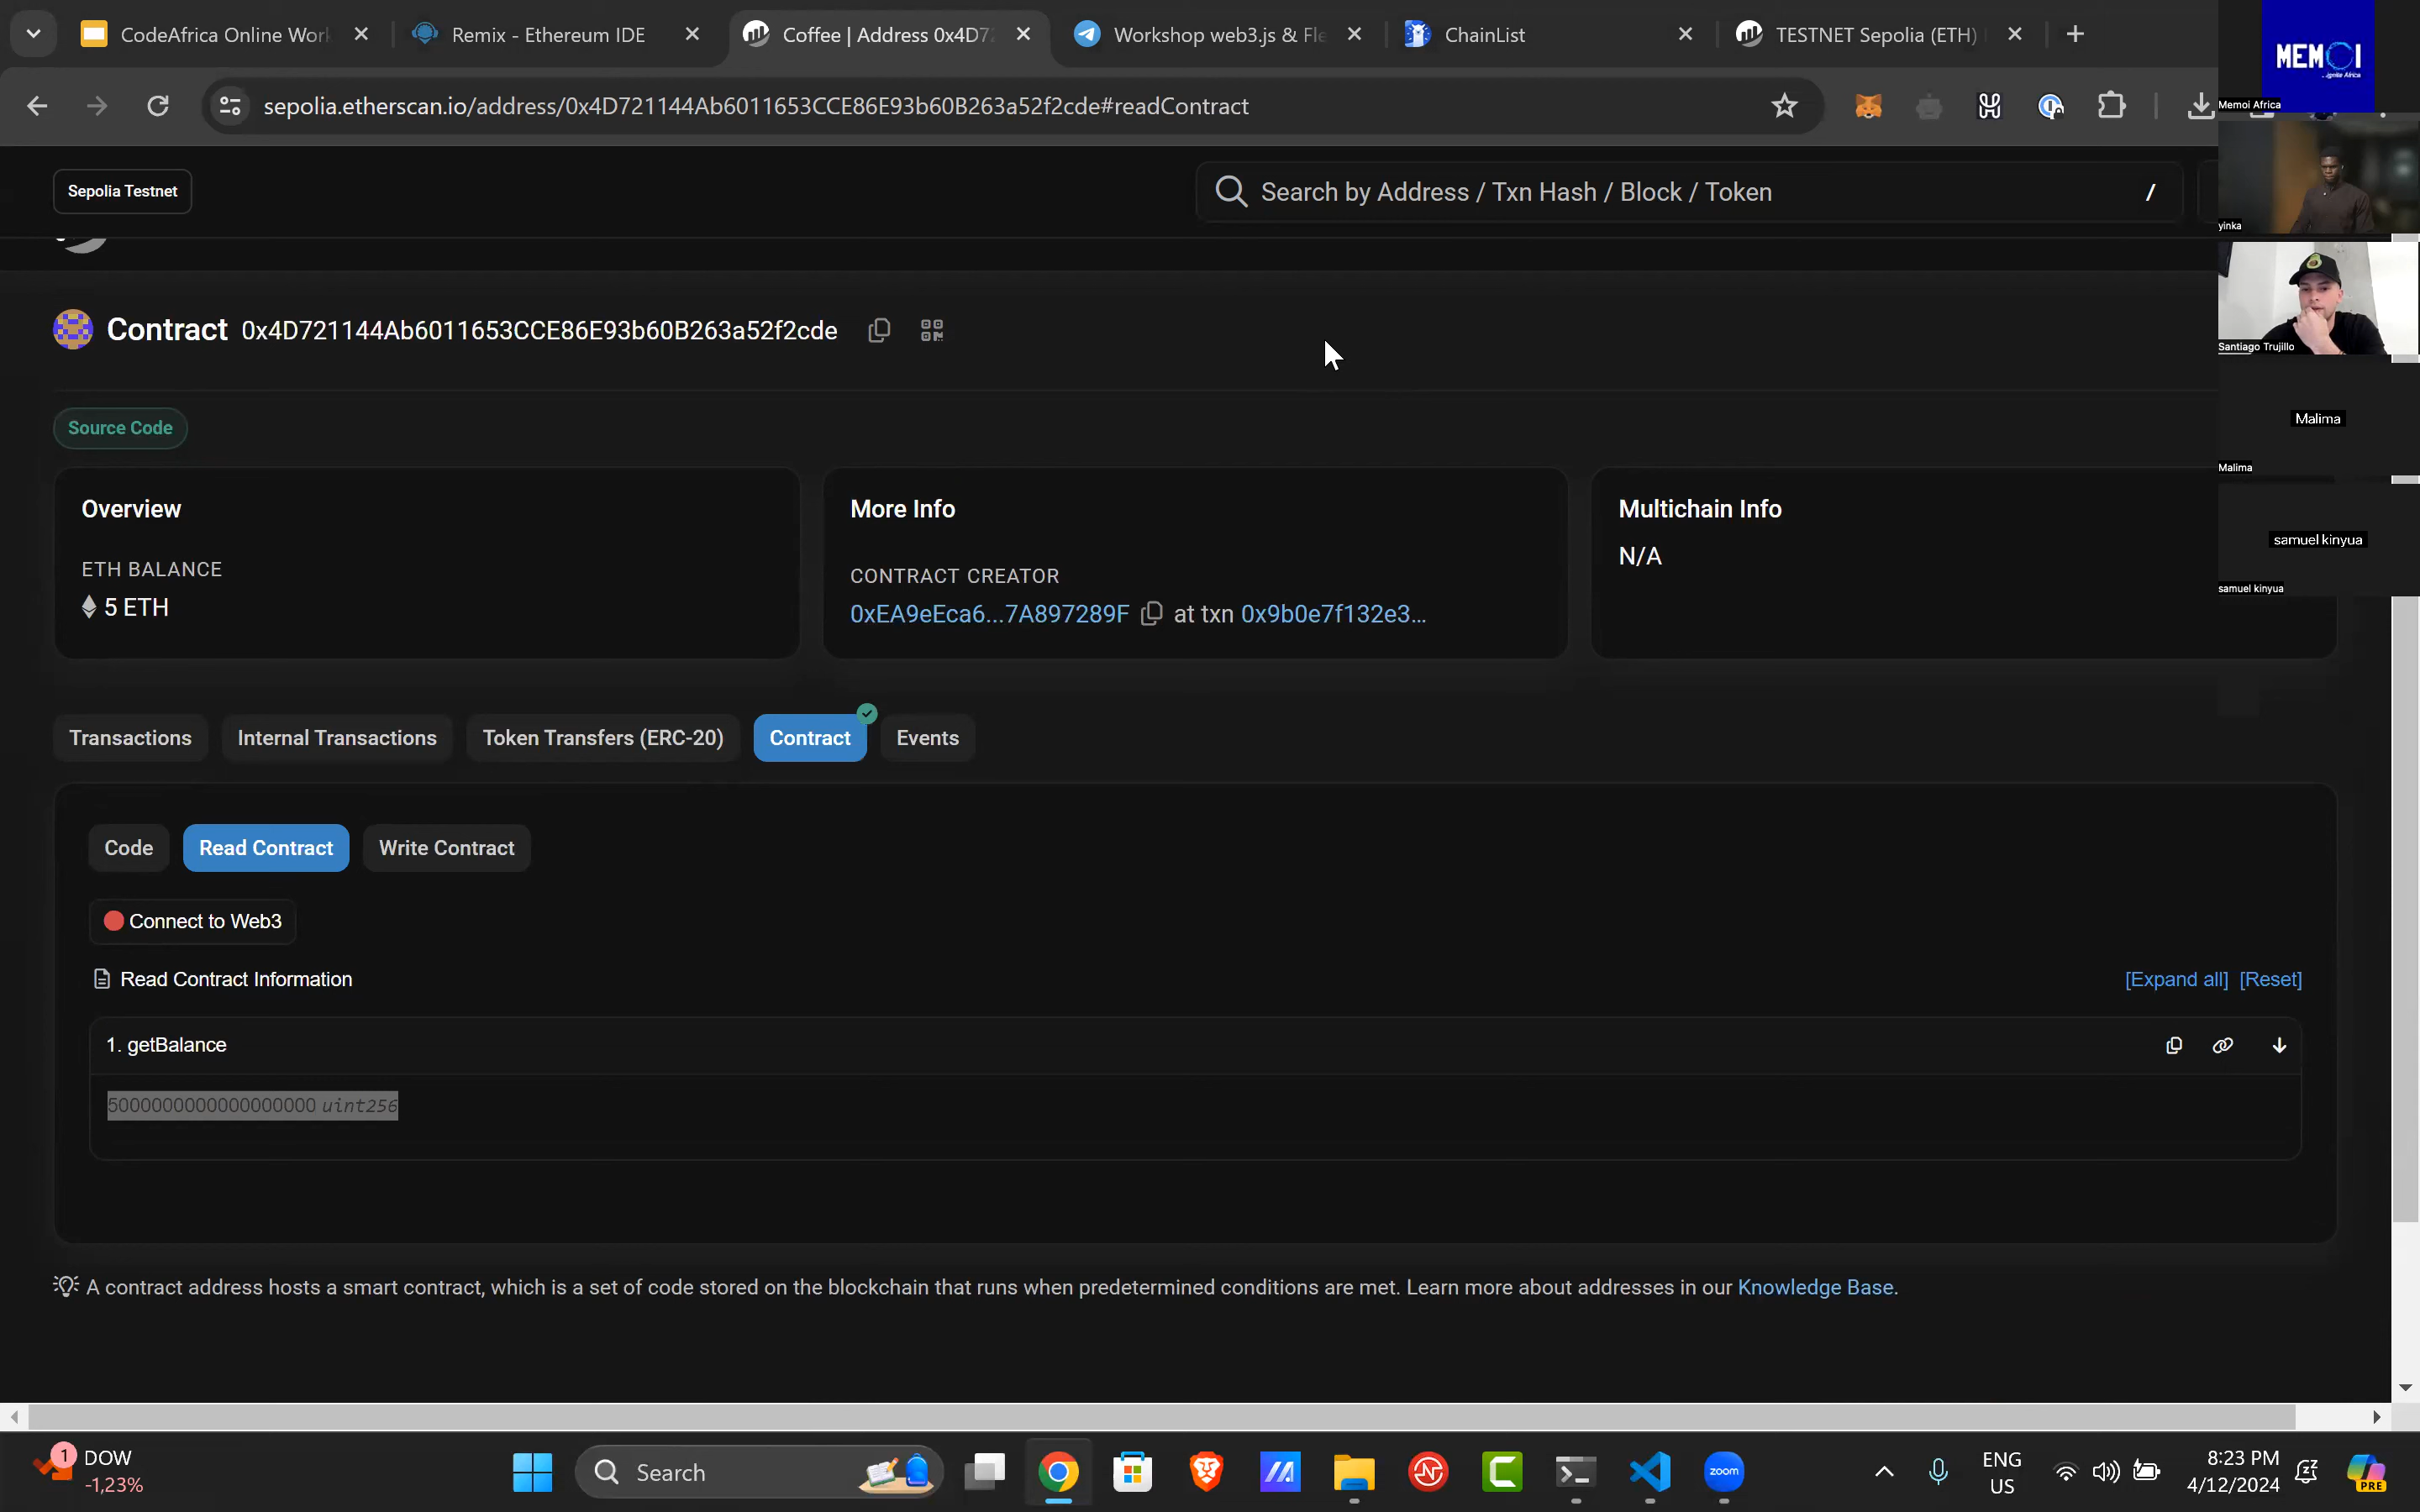 CodeAfrica Online Wor
Remix - Ethereum IDE
Coffee | Address 0x4D7
Workshop web3.js & Fle
ChainList
TESTNET Sepolia (ETH)
sepolia.etherscan.io/address/0x4D721144Ab6011653CCE86E93b60B263a52f2cde#readContract
MEMOI
...ignite Africa
Memoi Africa
Sepolia Testnet
Search by Address / Txn Hash / Block / Token
/
yinka
Contract 0x4D721144Ab6011653CCE86E93b60B263a52f2cde
Santiago Trujillo
Source Code
Malima
Malima
Overview
ETH BALANCE
5 ETH
More Info
CONTRACT CREATOR
0xEA9eEca6...7A897289F at txn 0x9b0e7f132e3...
Multichain Info
N/A
samuel kinyua
samuel kinyua
Transactions
Internal Transactions
Token Transfers (ERC-20)
Contract
Events
Code
Read Contract
Write Contract
Connect to Web3
Read Contract Information
[Expand all] [Reset]
1. getBalance
5000000000000000000 uint256
A contract address hosts a smart contract, which is a set of code stored on the blockchain that runs when predetermined conditions are met. Learn more about addresses in our Knowledge Base.
1
DOW
-1,23%
Search
zoom
ENG
US
8:23 PM
4/12/2024
PRE